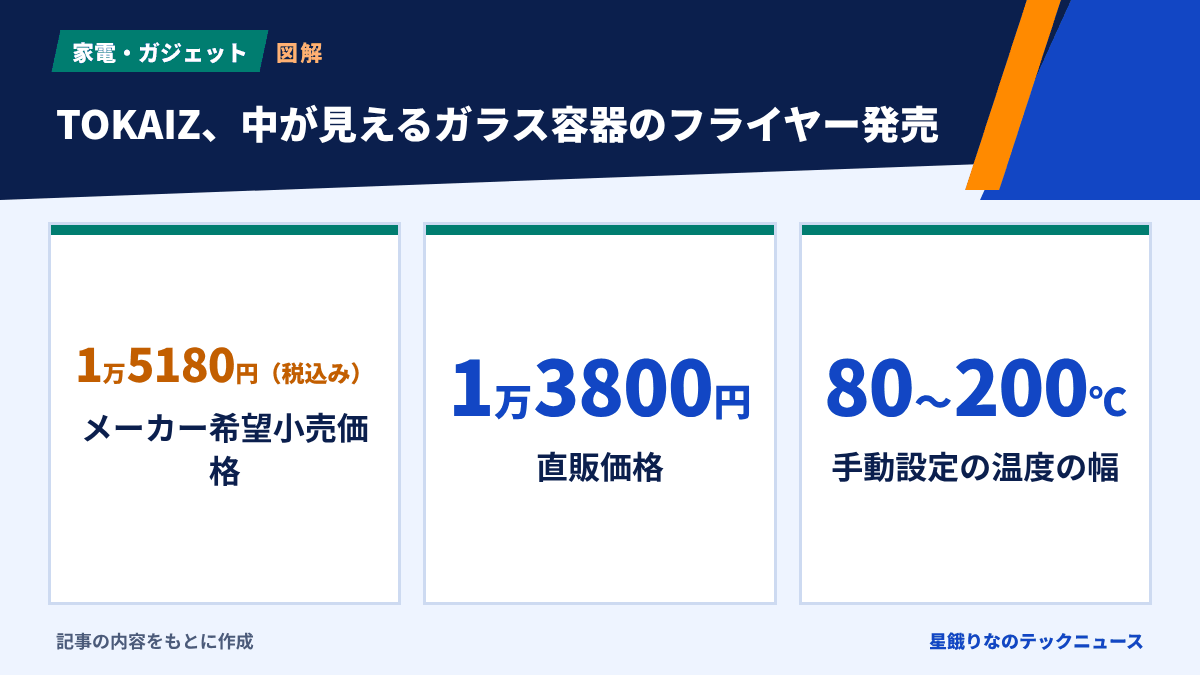 家電・ガジェット
図解
TOKAIZ、中が見えるガラス容器のフライヤー発売
1万5180円（税込み）
メーカー希望小売価
格
1万3800円
直販価格
80〜200℃
手動設定の温度の幅
記事の内容をもとに作成
星餓りなのテックニュース